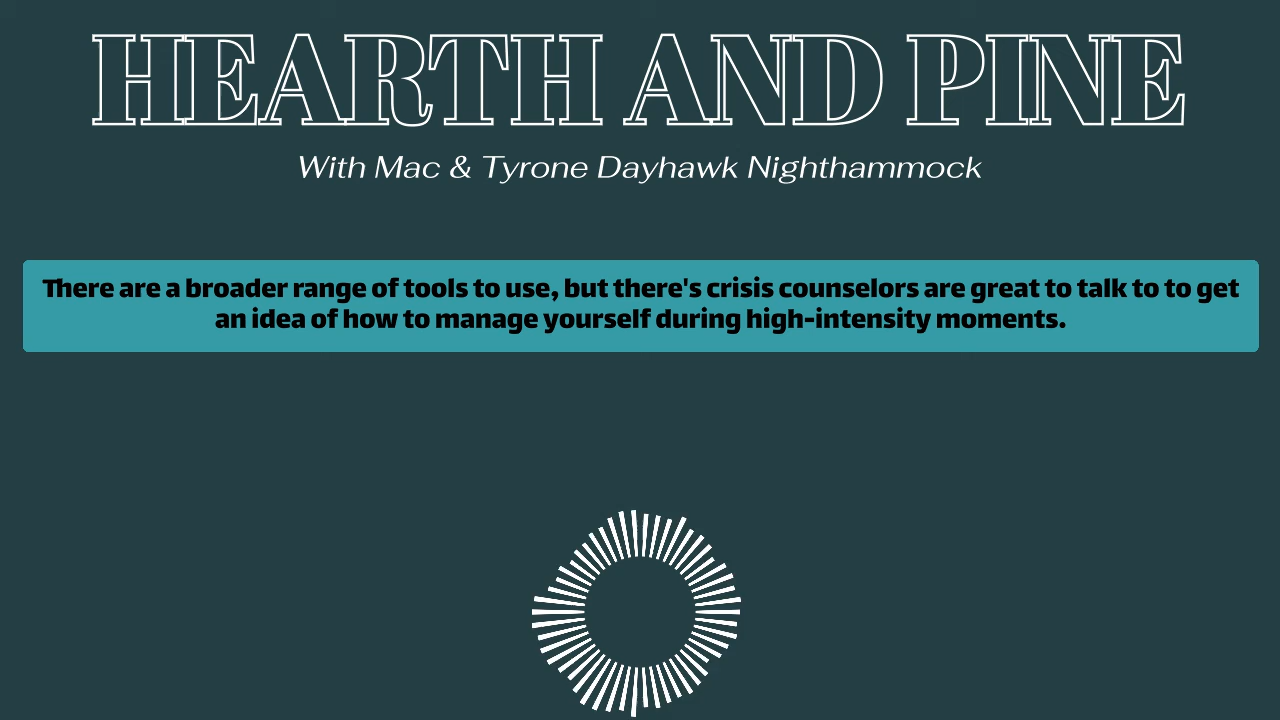 HEARTH AND PINE
With Mac & Tyrone Dayhawk Nighthammock
There are a broader range of tools to use, but there's crisis counselors are great to talk to to get
an idea of how to manage yourself during high-intensity moments.